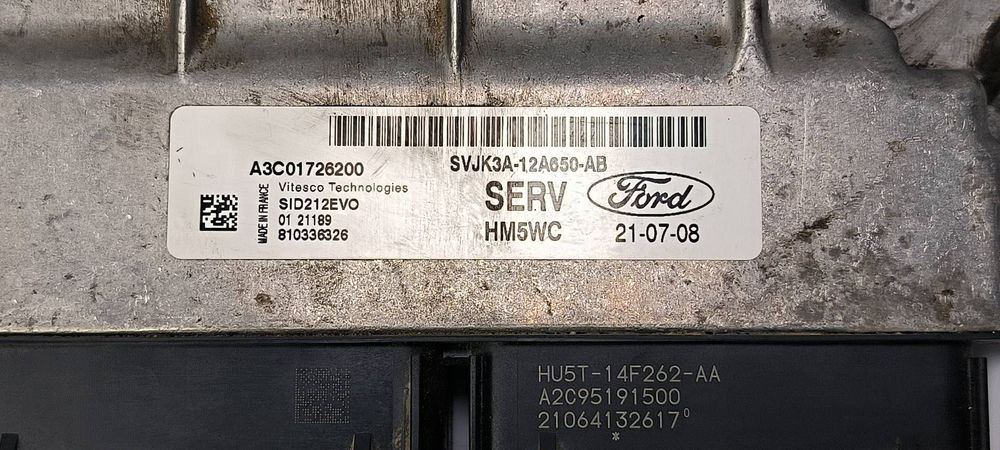 A3C01726200
SVJK3A-12A650-AB
MADE IN FRANCE
Vitesco Technologies
SID212EVO
01 21189
810336326
SERV
Ford
HM5WC
21-07-08
HU5T-14F262-AA
A2C95191500
21064132617⁰
*